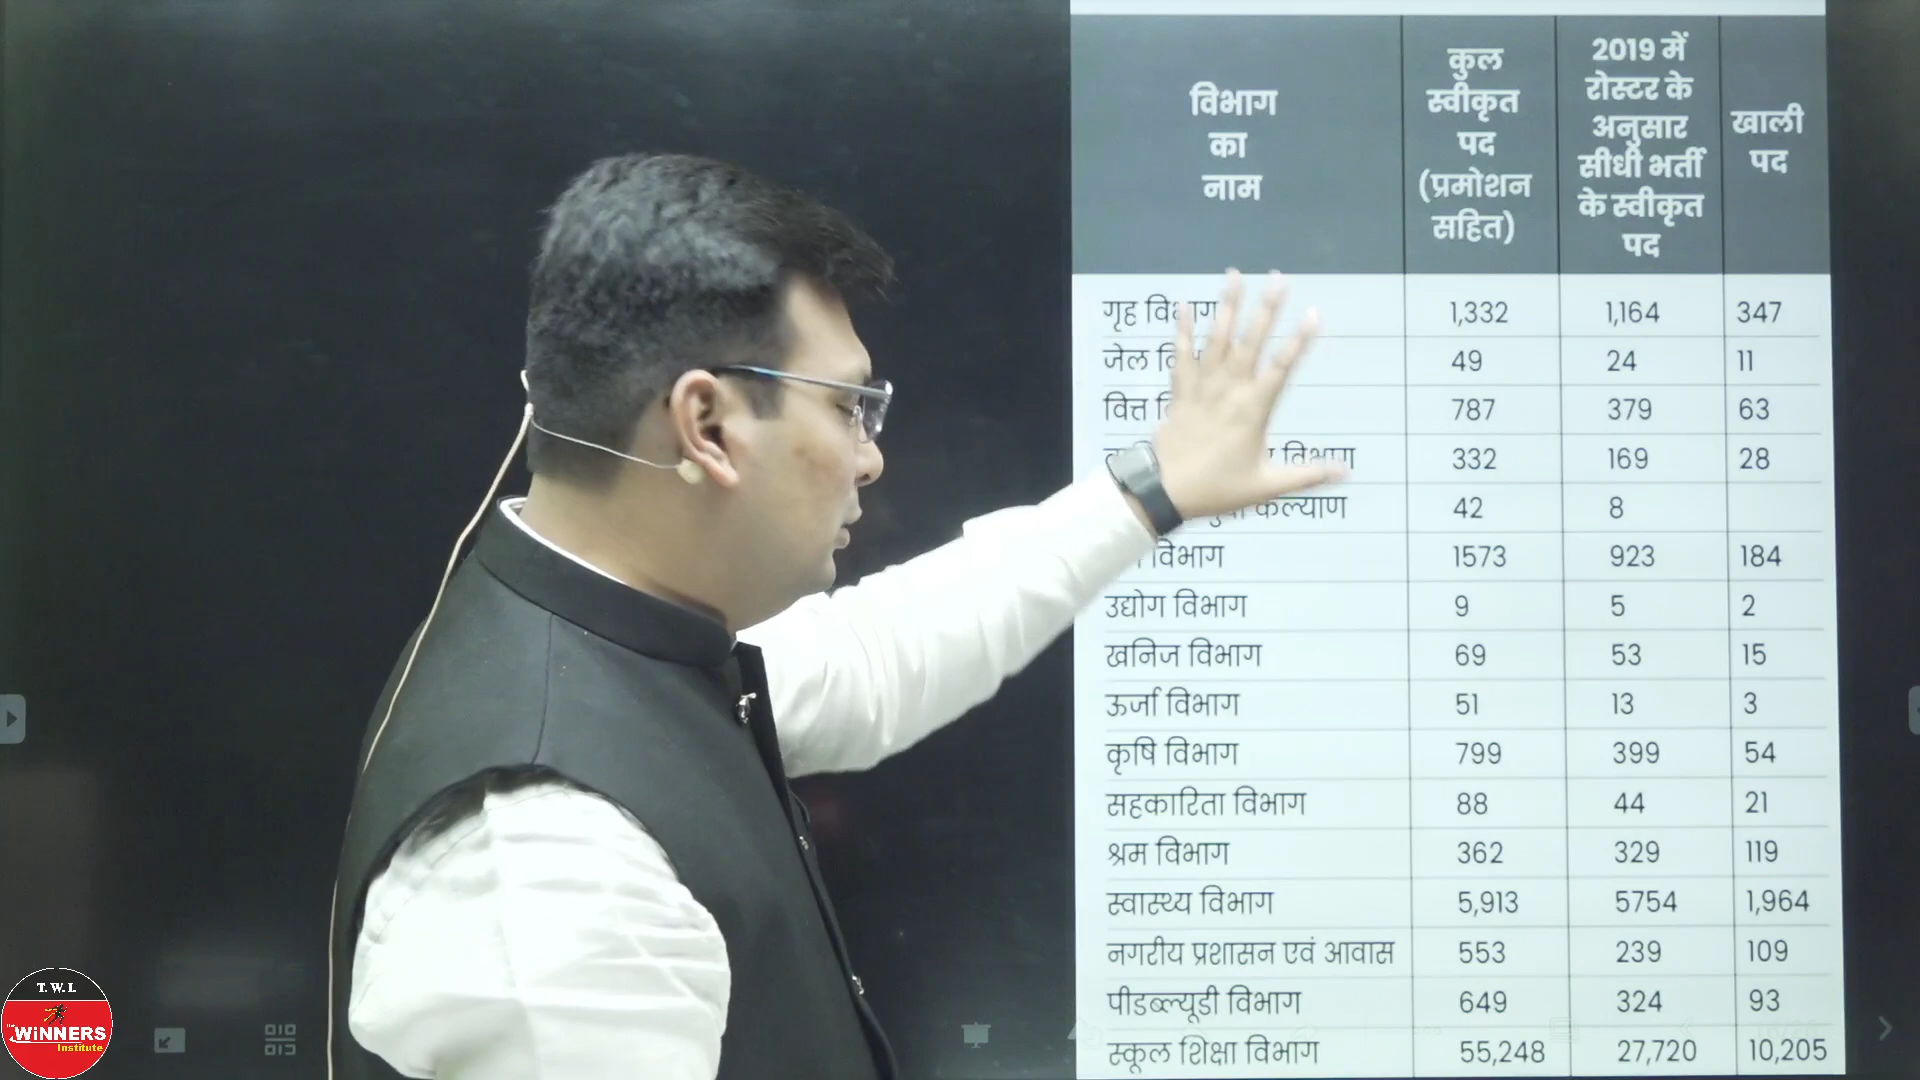 विभाग
का
नाम
कुल
स्वीकृत
पद
(प्रमोशन
सहित)
2019 में
रोस्टर के
अनुसार
सीधी भर्ती
के स्वीकृत
पद
खाली
पद
गृह विभाग 1,332 1,164 347
जेल 49 24 11
वित्त 787 379 63
विभाग 332 169 28
कल्याण 42 8
विभाग 1573 923 184
उद्योग विभाग 9 5 2
खनिज विभाग 69 53 15
ऊर्जा विभाग 51 13 3
कृषि विभाग 799 399 54
सहकारिता विभाग 88 44 21
श्रम विभाग 362 329 119
स्वास्थ्य विभाग 5,913 5754 1,964
नगरीय प्रशासन एवं आवास 553 239 109
पीडब्ल्यूडी विभाग 649 324 93
स्कूल शिक्षा विभाग 55,248 27,720 10,205
T.W.I.
The
WiNNERS
Institute